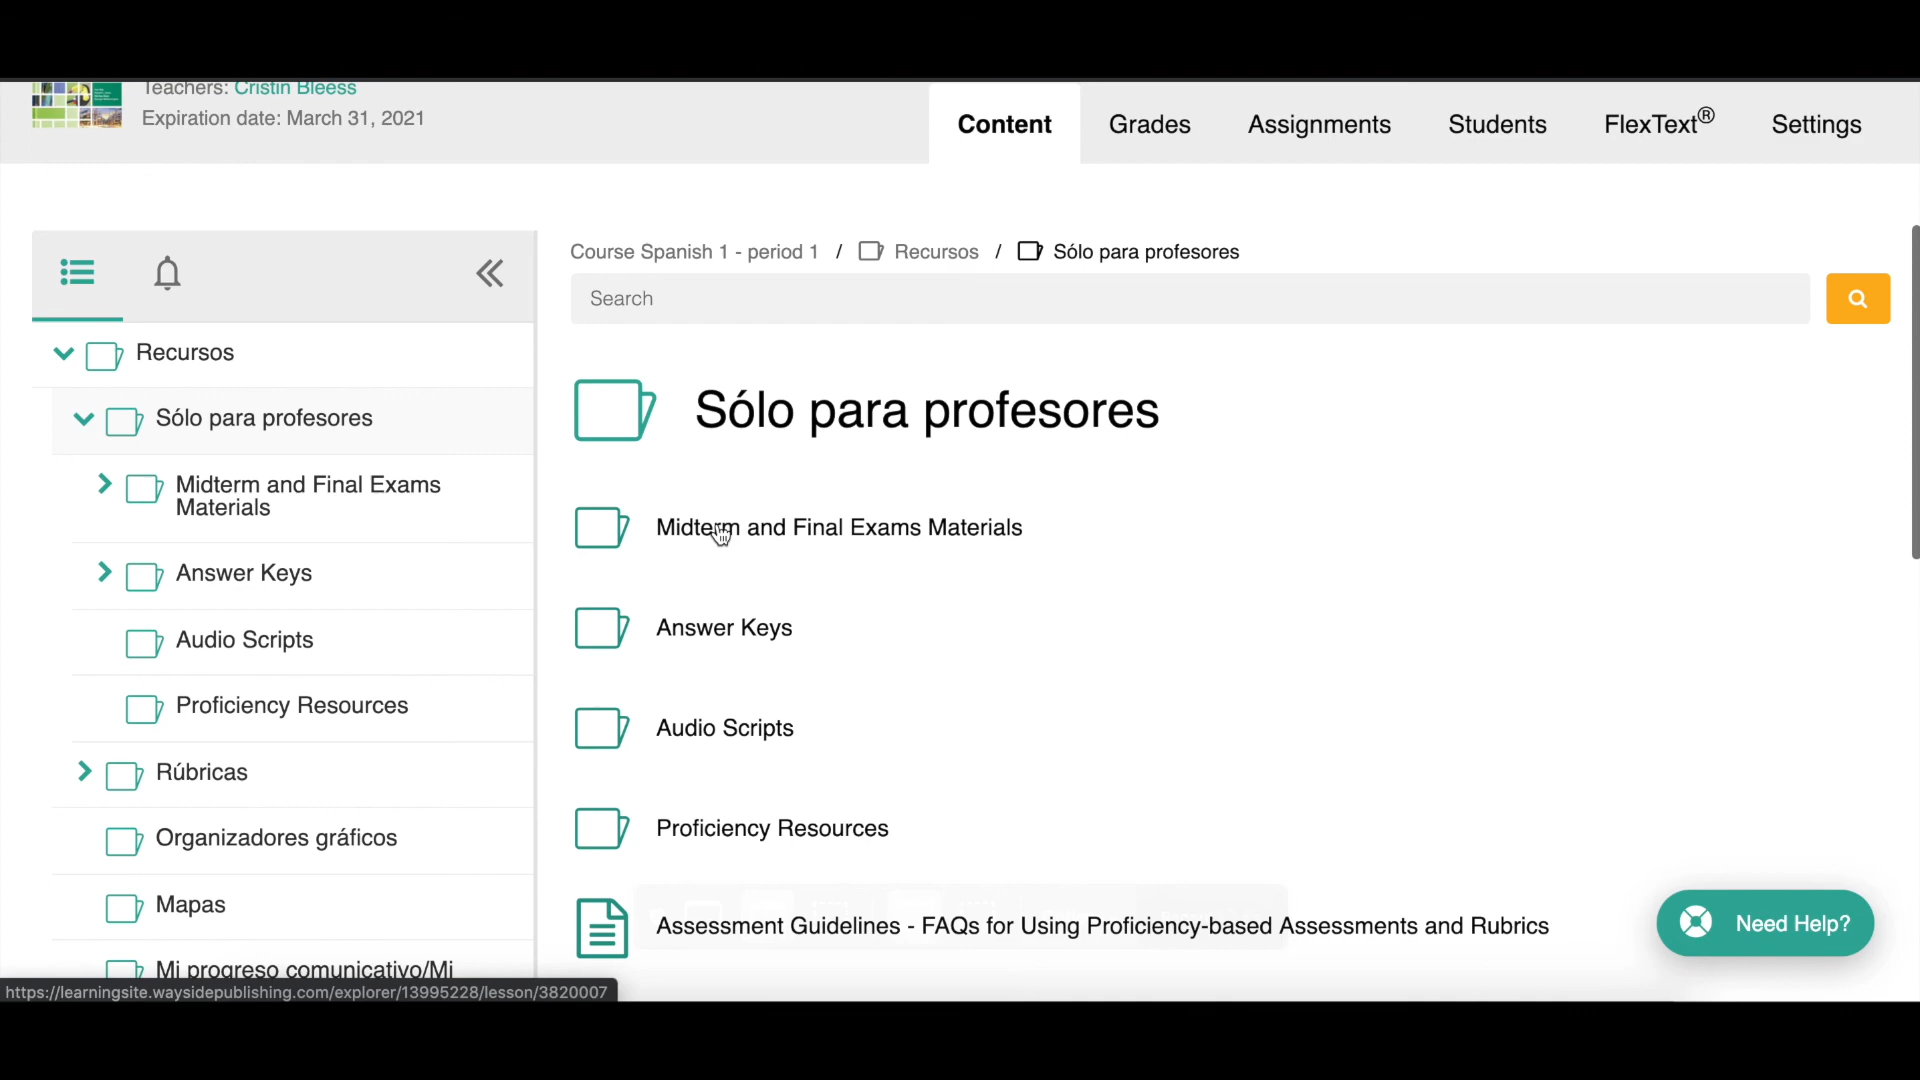 Teachers: Cristin Bleess
Expiration date: March 31, 2021
Content
Grades
Assignments
Students
FlexText®
Settings
Course Spanish 1 - period 1 / Recursos / Sólo para profesores
Search
Recursos
Sólo para profesores
Midterm and Final Exams
Materials
Answer Keys
Audio Scripts
Proficiency Resources
Rúbricas
Organizadores gráficos
Mapas
Mi progreso comunicativo/Mi
Sólo para profesores
Midterm and Final Exams Materials
Answer Keys
Audio Scripts
Proficiency Resources
Assessment Guidelines - FAQs for Using Proficiency-based Assessments and Rubrics
Need Help?
https://learningsite.waysidepublishing.com/explorer/13995228/lesson/3820007